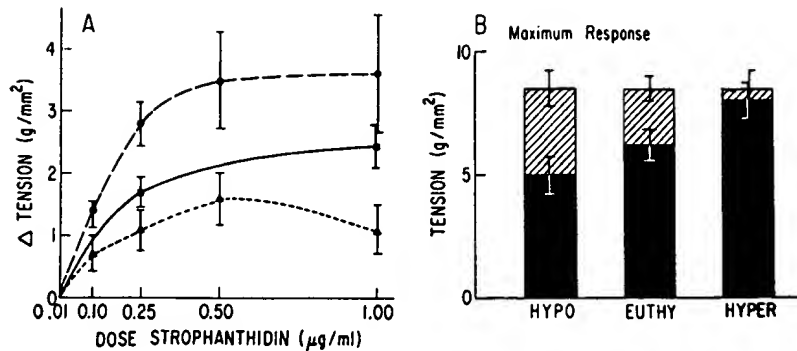 A
4
3
2
1
0
Δ TENSION (g/mm²)
0.01 0.10 0.25 0.50 1.00
DOSE STROPHANTHIDIN (μg/ml)
B
Maximum Response
10
5
0
TENSION (g/mm²)
HYPO EUTHY HYPER